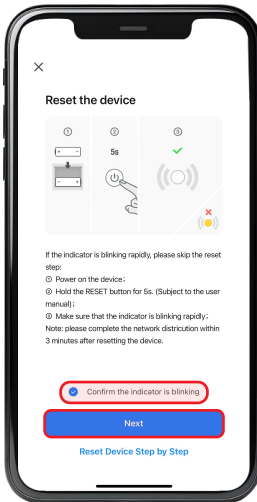 Reset the device
① ② ③
5s
If the indicator is blinking rapidly, please skip the reset
step:
① Power on the device;
② Hold the RESET button for 5s. (Subject to the user
manual);
③ Make sure that the indicator is blinking rapidly;
Note: please complete the network districution within
3 minutes after resetting the device.
Confirm the indicator is blinking
Next
Reset Device Step by Step